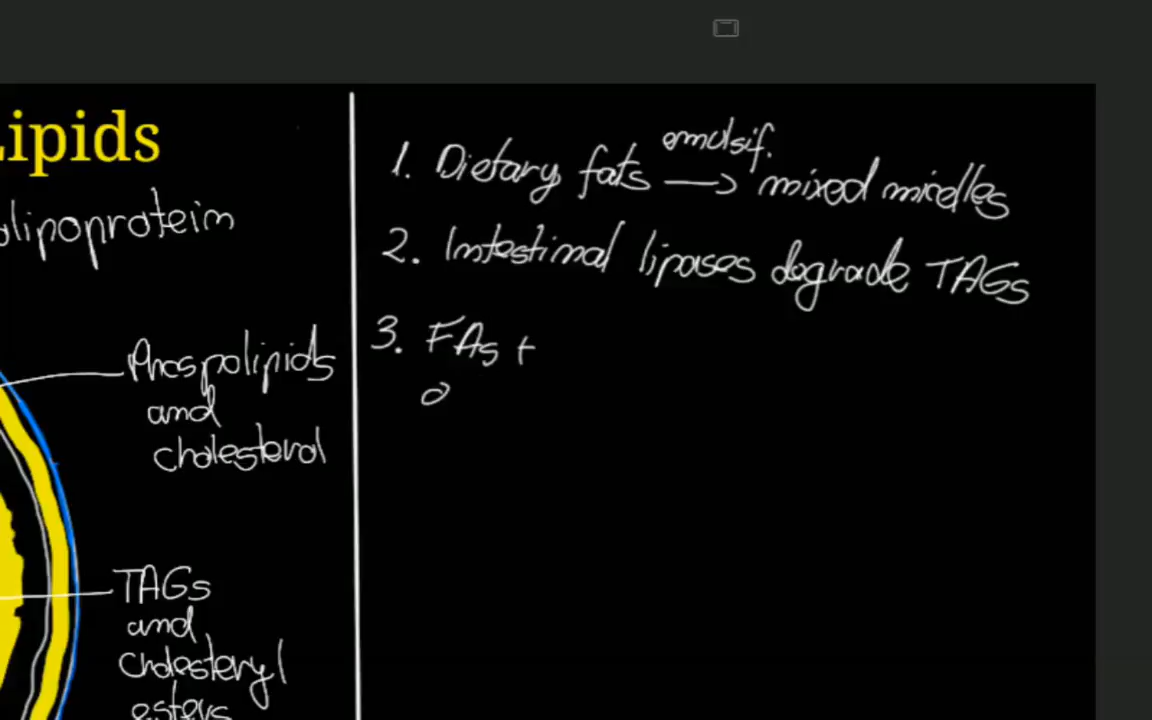 Lipids
olipoprotein
Phospolipids
and
cholesterol
TAGs
and
cholesteryl
esters
1. Dietary fats emulsif. → mixed micelles
2. Intestinal lipases degrade TAGs
3. FAs +